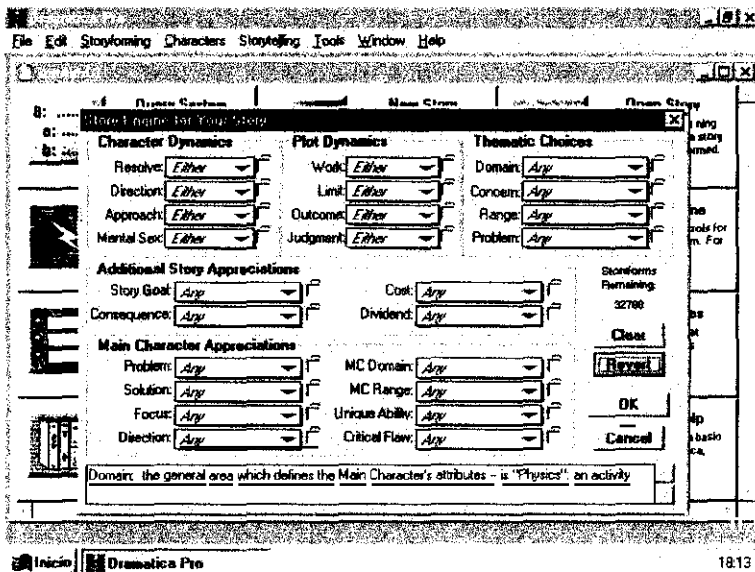 File Edit Storyforming Characters Storytelling Tools Window Help
Query System New Story Open Story
Story Engine for Your Story
Character Dynamics Plot Dynamics Thematic Choices
Resolve: Either Work: Either Domain: Any
Direction: Either Limit: Either Concern: Any
Approach: Either Outcome: Either Range: Any
Mental Sex: Either Judgment: Either Problem: Any
Additional Story Appreciations
Storyforms
Remaining:
Story Goal: Any Cost: Any
32768
Consequence: Any Dividend: Any
Clear
Main Character Appreciations
Problem: Any MC Domain: Any
Revert
Solution: Any MC Range: Any
Focus: Any Unique Ability: Any
OK
Direction: Any Critical Flaw: Any
Cancel
Domain: the general area which defines the Main Character's attributes – is "Physics": an activity
Inicio Dramatica Pro 18:13